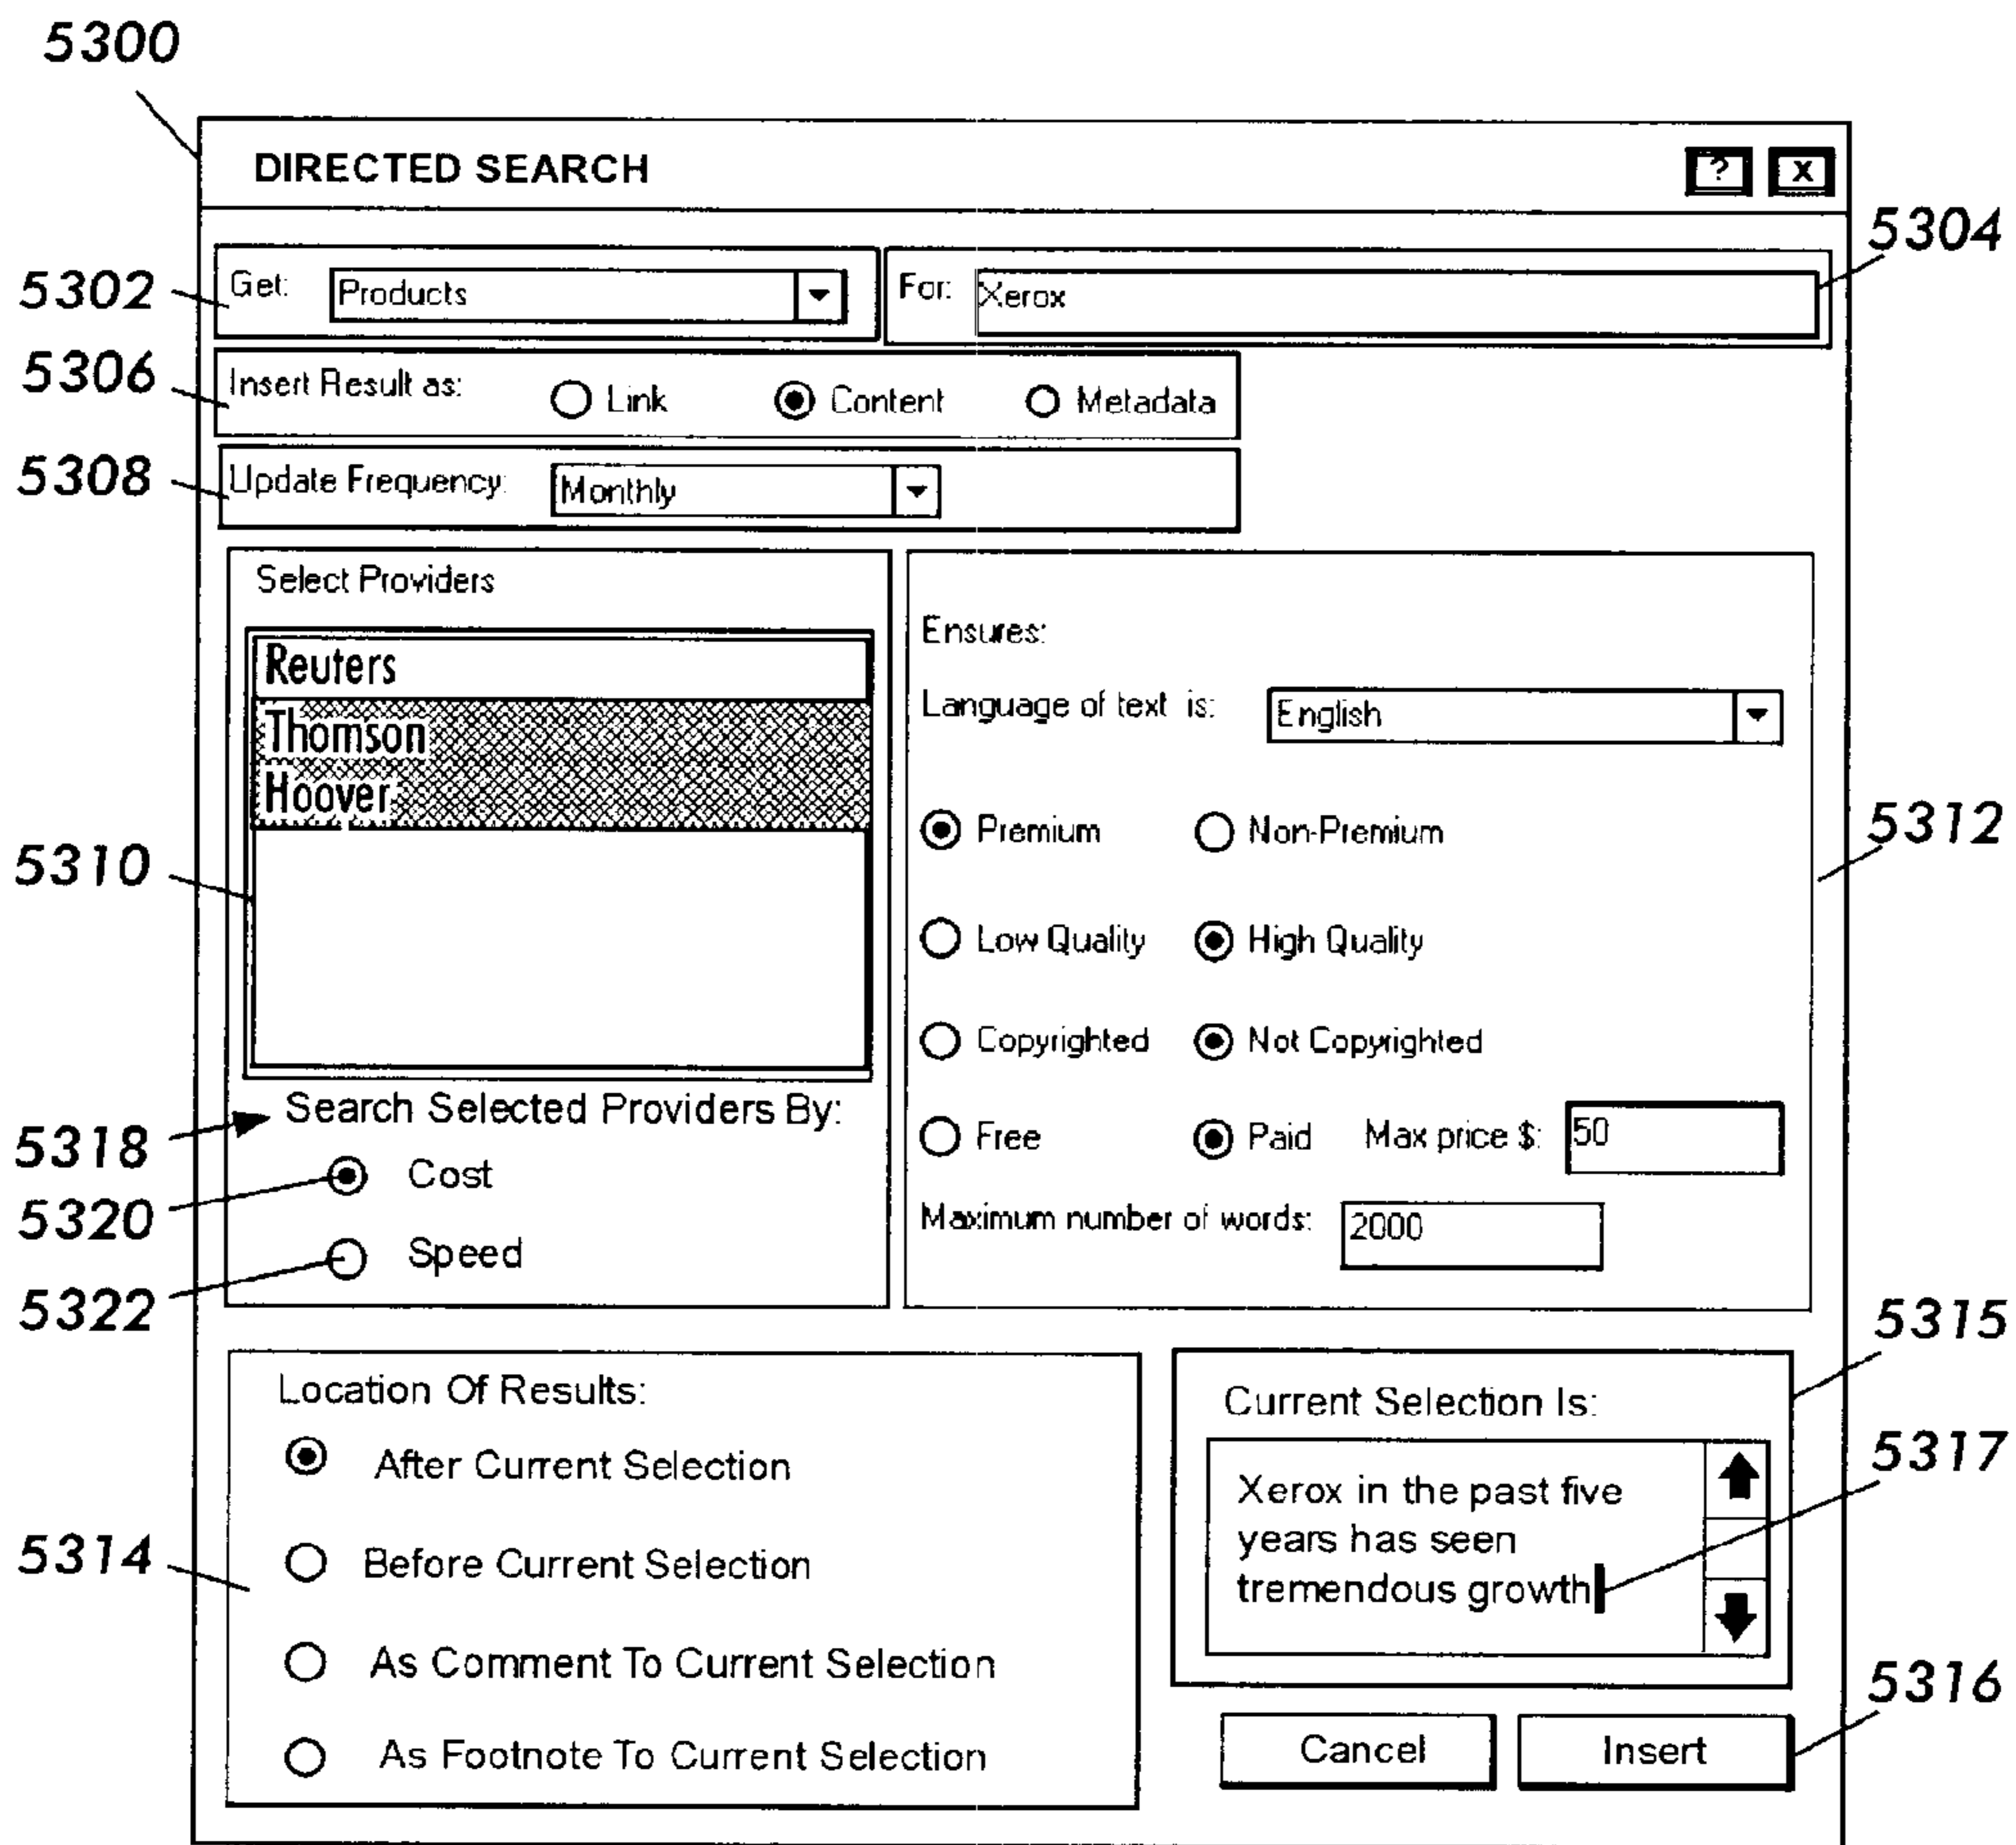 5300
DIRECTED SEARCH ? X
5304
5302 Get: Products For: Xerox
5306 Insert Result as: Link Content Metadata
5308 Update Frequency: Monthly
Select Providers
Reuters
Thomson
Hoover
5310
Search Selected Providers By:
5318
Cost
5320
Speed
5322
Ensures:
Language of text is: English
Premium Non-Premium
5312
Low Quality High Quality
Copyrighted Not Copyrighted
Free Paid Max price $: 50
Maximum number of words: 2000
5315
Location Of Results:
After Current Selection
Before Current Selection
5314
As Comment To Current Selection
As Footnote To Current Selection
Current Selection Is:
5317
Xerox in the past five
years has seen
tremendous growth
5316
Cancel Insert